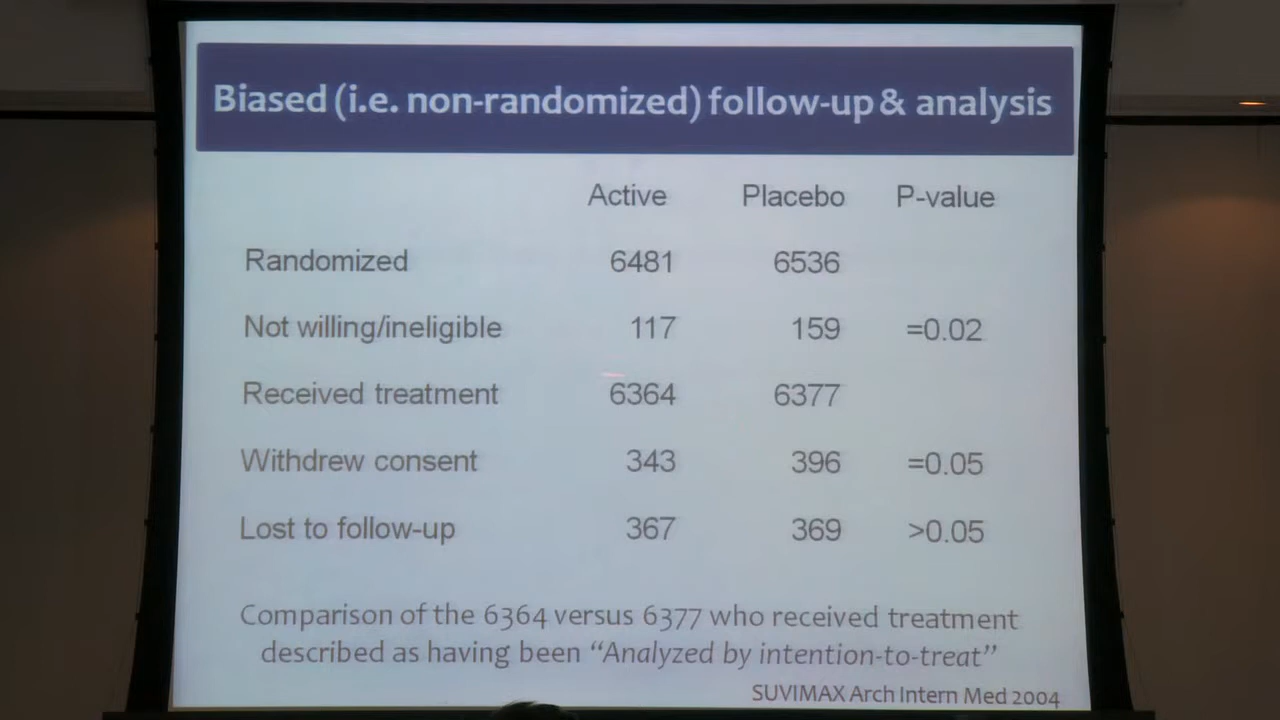 Biased (i.e. non-randomized) follow-up & analysis
Active Placebo P-value
Randomized 6481 6536
Not willing/ineligible 117 159 =0.02
Received treatment 6364 6377
Withdrew consent 343 396 =0.05
Lost to follow-up 367 369 >0.05
Comparison of the 6364 versus 6377 who received treatment
described as having been “Analyzed by intention-to-treat”
SUVIMAX Arch Intern Med 2004